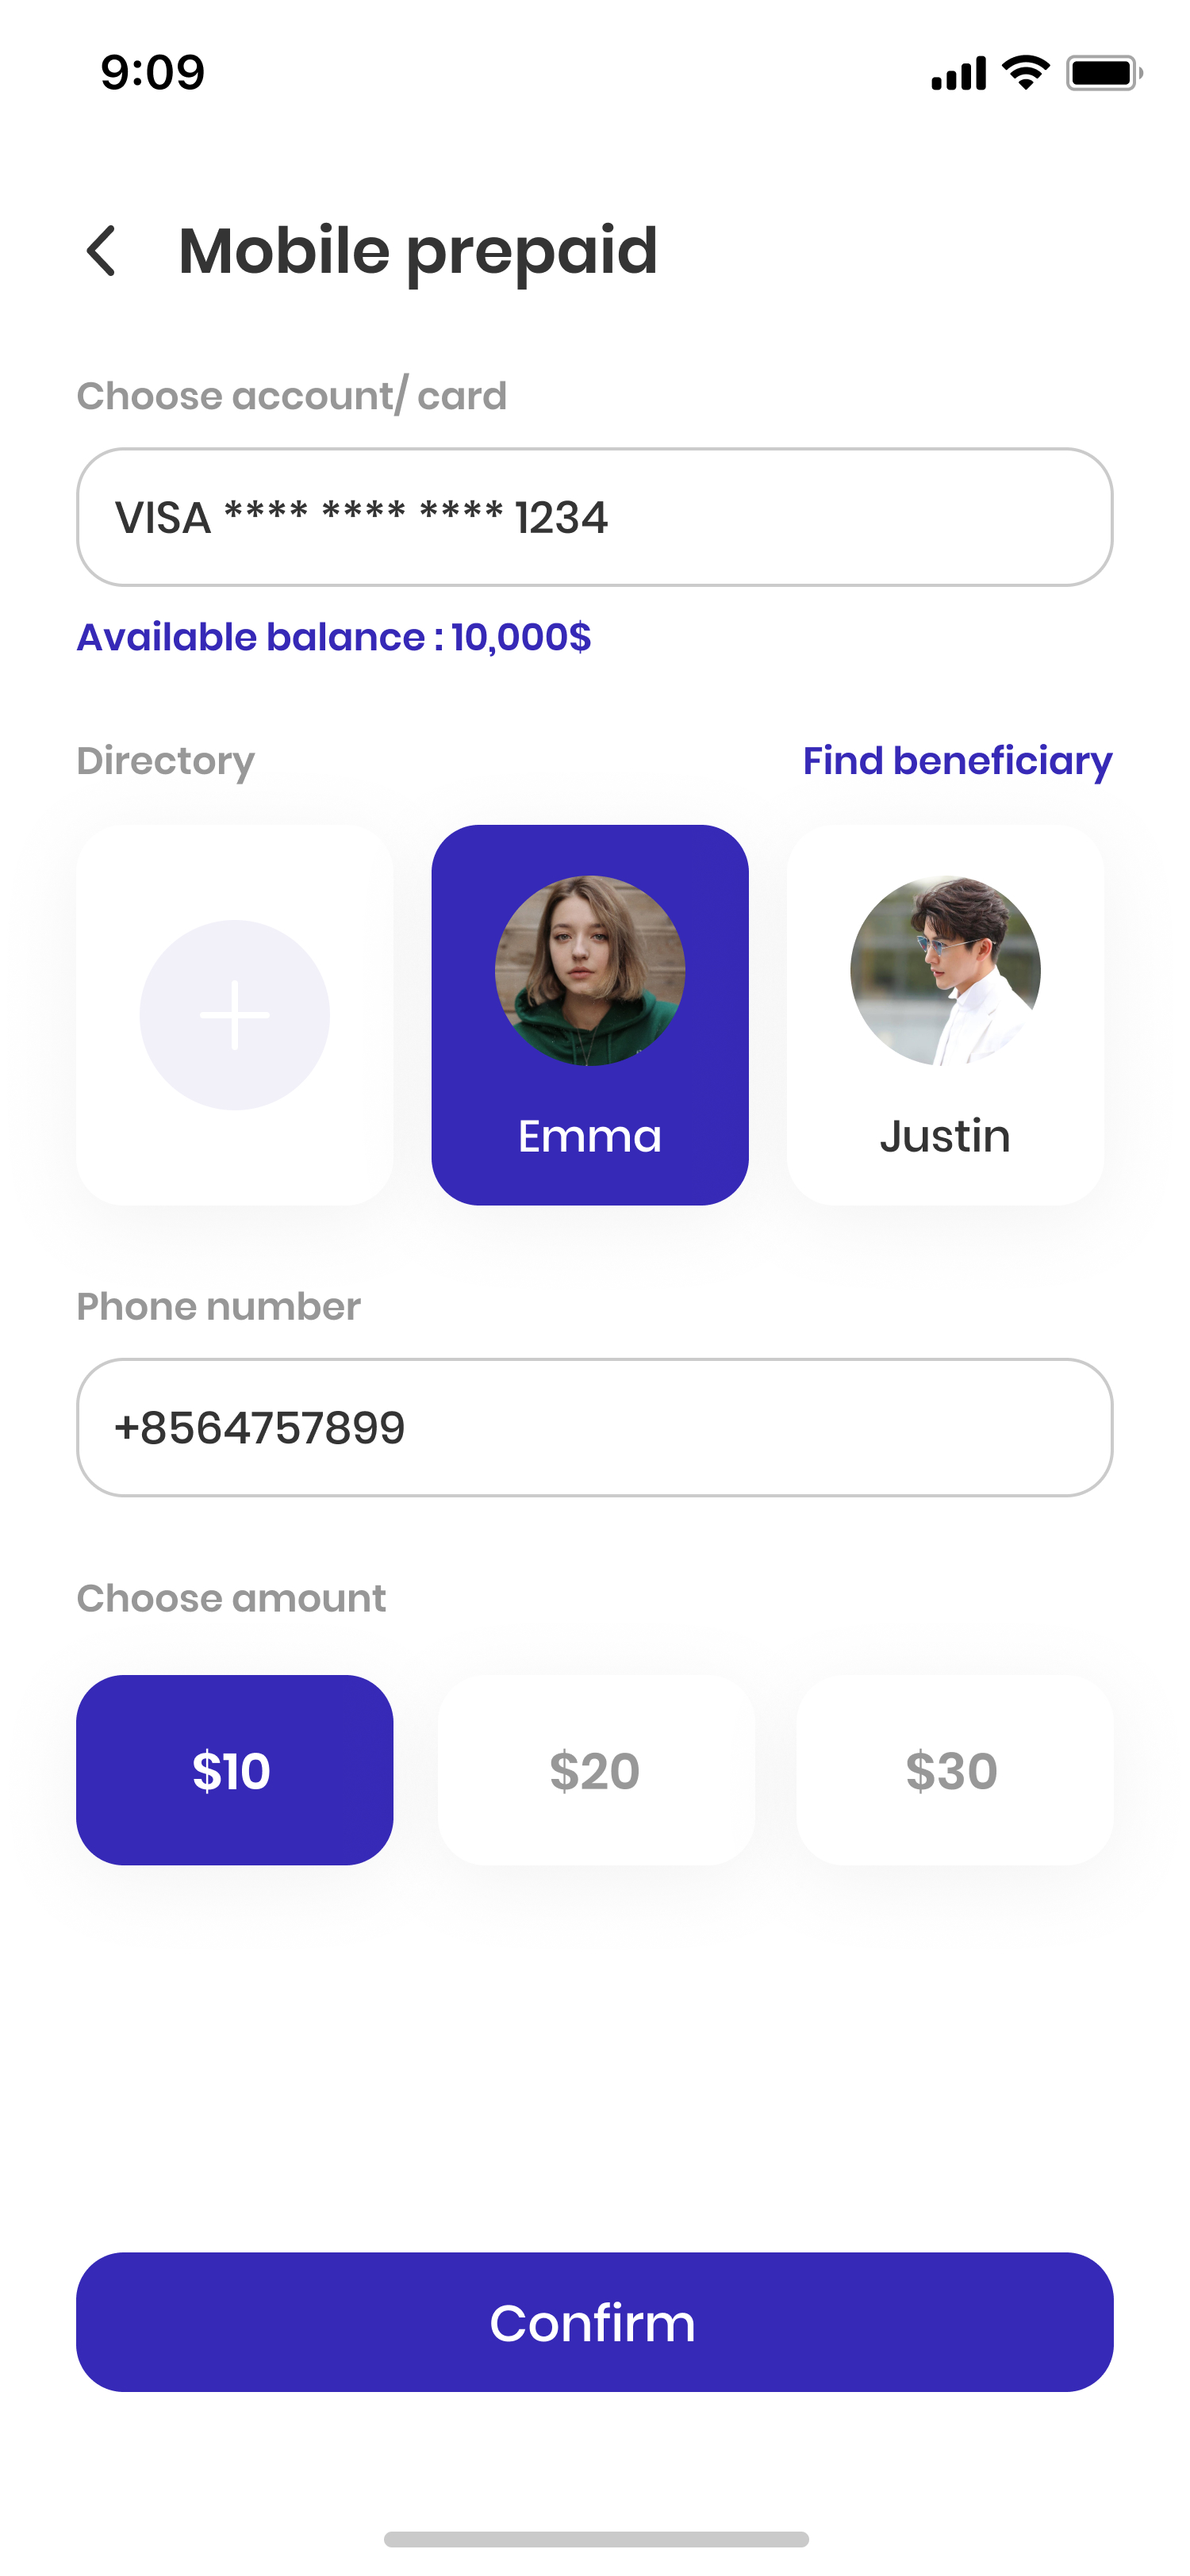 9:09
Mobile prepaid
Choose account/ card
VISA **** **** **** 1234
Available balance : 10,000$
Directory
Find beneficiary
Emma
Justin
Phone number
+8564757899
Choose amount
$10
$20
$30
Confirm